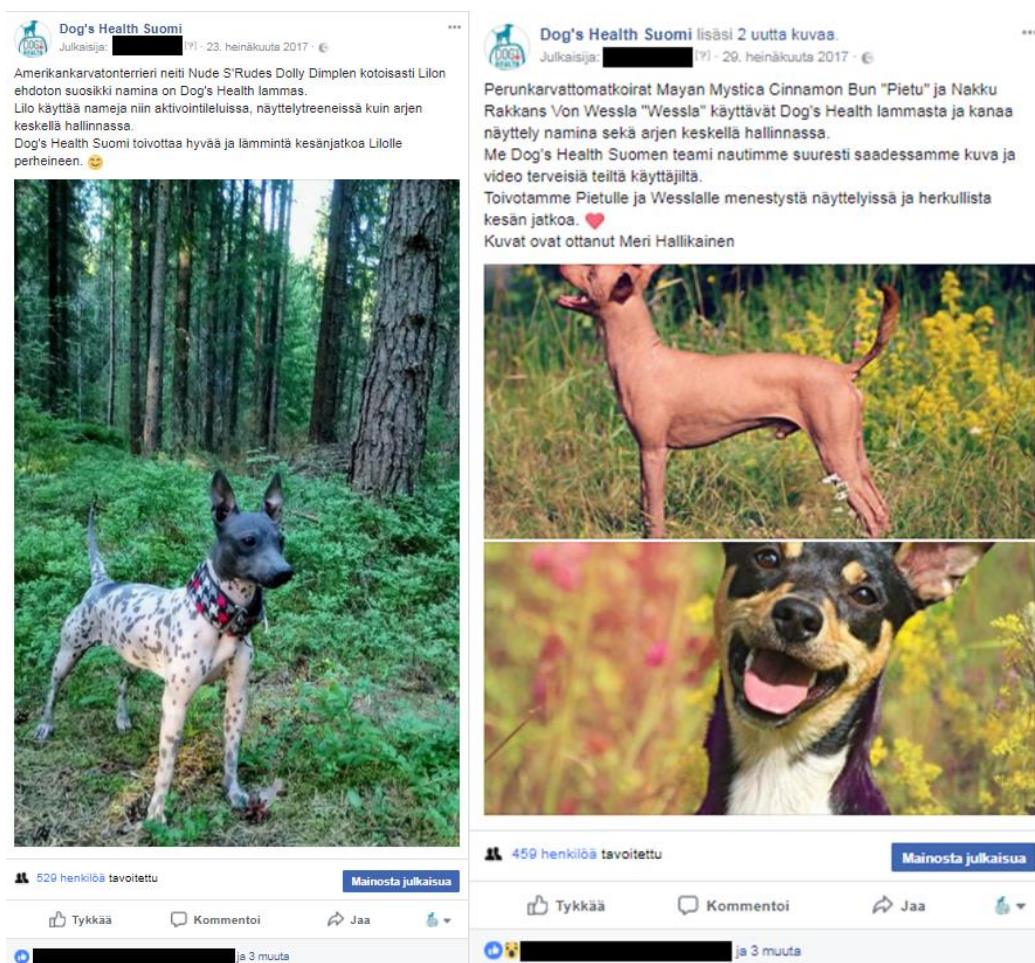 Dog's Health Suomi
Julkaisija: [?] · 23. heinäkuuta 2017 ·
Amerikankarvatonterrieri neiti Nude S'Rudes Dolly Dimplen kotoisasti Lilon
ehdoton suosikki namina on Dog's Health lammas.
Lilo käyttää nameja niin aktivointileluissa, näyttelytreeneissä kuin arjen
keskellä hallinnassa.
Dog's Health Suomi toivottaa hyvää ja lämmintä kesänjatkoa Lilolle
perheineen.
529 henkilöä tavoitettu
Mainosta julkaisua
Tykkää Kommentoi Jaa
ja 3 muuta
Dog's Health Suomi lisäsi 2 uutta kuvaa.
Julkaisija: [?] · 29. heinäkuuta 2017 ·
Perunkarvattomatkoirat Mayan Mystica Cinnamon Bun "Pietu" ja Nakku
Rakkans Von Wessla "Wessla" käyttävät Dog's Health lammasta ja kanaa
näyttely namina sekä arjen keskellä hallinnassa.
Me Dog's Health Suomen teami nautimme suuresti saadessamme kuva ja
video terveisiä teiltä käyttäjiltä.
Toivotamme Pietulle ja Wesslalle menestystä näyttelyissä ja herkullista
kesän jatkoa.
Kuvat ovat ottanut Meri Hallikainen
459 henkilöä tavoitettu
Mainosta julkaisua
Tykkää Kommentoi Jaa
ja 3 muuta